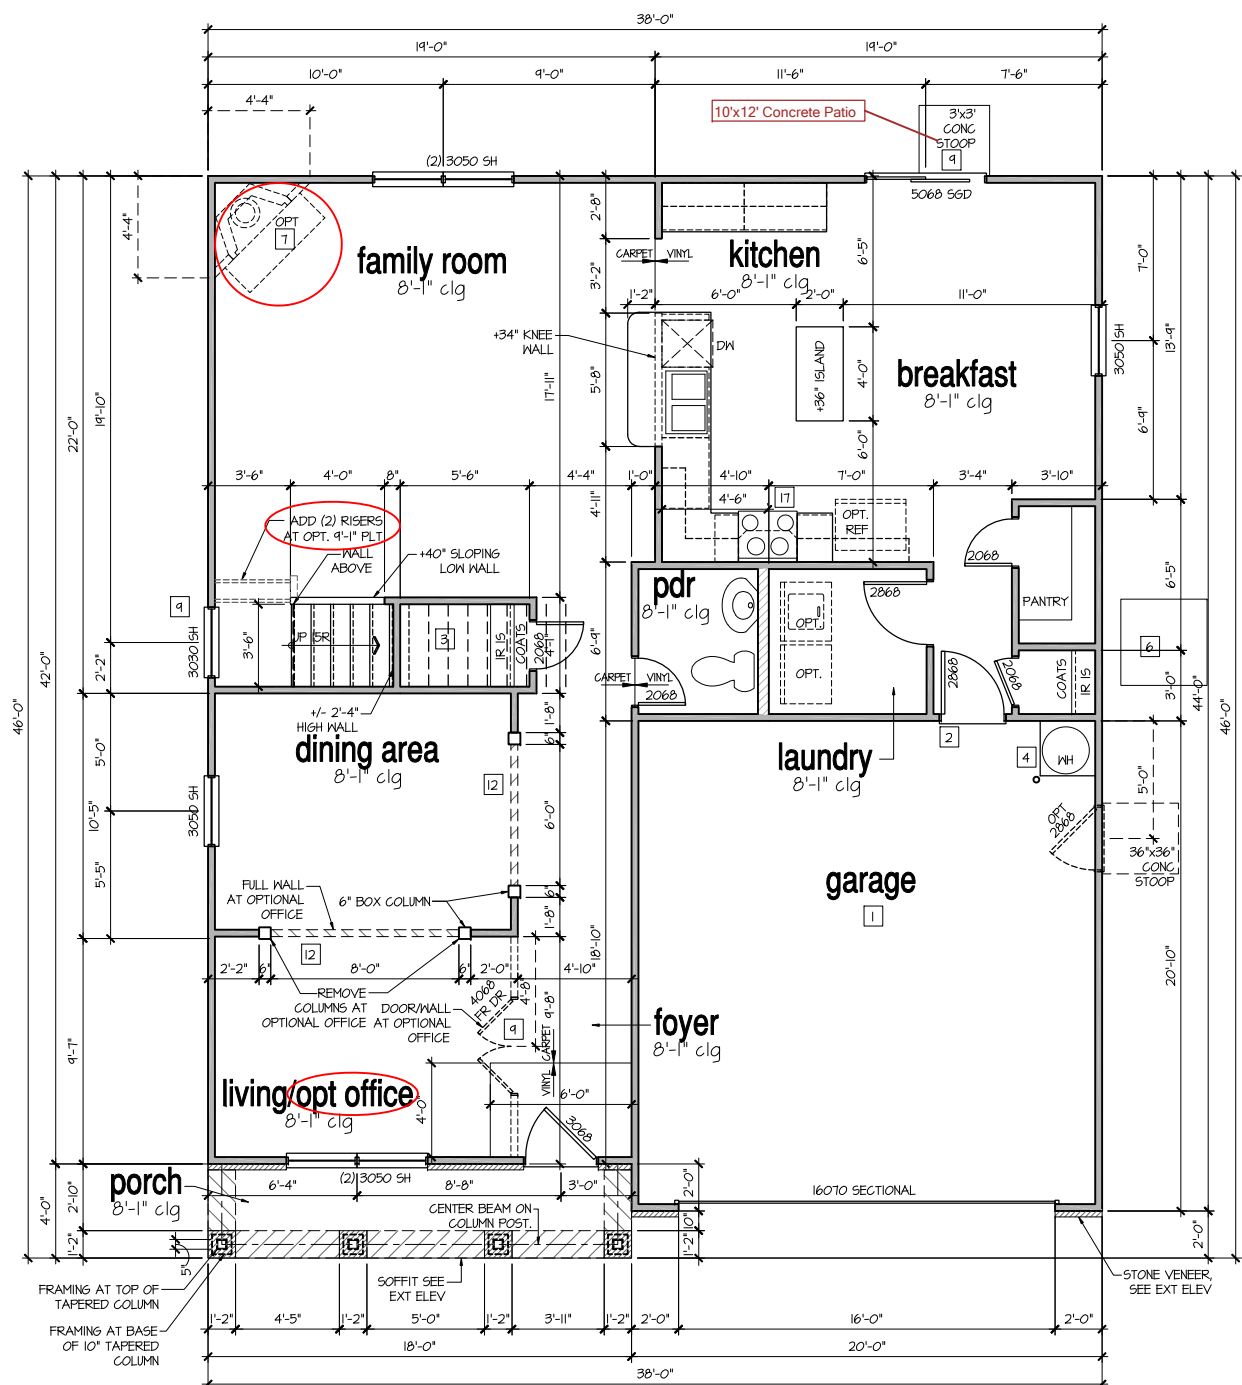 38'-0"
19'-0"
19'-0"
10'-0"
9'-0"
11'-6"
7'-6"
4'-4"
10'x12' Concrete Patio
3'x3'
CONC
STOOP
9
(2) 3050 SH
5068 SGD
4'-4"
OPT
7
family room
8'-1" clg
2'-8"
CARPET
VINYL
kitchen
8'-1" clg
6'-5"
7'-0"
3'-2"
1'-2"
6'-0"
2'-0"
11'-0"
13'-9"
+34" KNEE
WALL
DW
+36" ISLAND
4'-0"
3050 SH
breakfast
8'-1" clg
17'-11"
5'-8"
6'-0"
6'-9"
19'-10"
22'-0"
3'-6"
4'-0"
8"
5'-6"
4'-4"
1'-0"
4'-10"
7'-0"
3'-4"
3'-10"
4'-11"
4'-6"
17
OPT.
REF
ADD (2) RISERS
AT OPT. 9'-1" PLT
WALL
ABOVE
+40" SLOPING
LOW WALL
2068
2868
6'-5"
pdr
8'-1" clg
PANTRY
9
3030 SH
3'-6"
UP 15R
3
1R 1S
COATS
2068
4'-1"
6'-9"
OPT.
OPT.
6
42'-0"
46'-0"
2'-2"
CARPET
VINYL
2068
2868
2068
COATS
1R 1S
3'-0"
44'-0"
46'-0"
+/- 2'-4"
HIGH WALL
1'-8"
6"
dining area
8'-1" clg
laundry
8'-1" clg
2
4
WH
5'-0"
5'-0"
12
3050 SH
10'-5"
6'-0"
OPT
2868
36"x36"
CONC
STOOP
5'-5"
FULL WALL
AT OPTIONAL
OFFICE
6" BOX COLUMN
6"
1'-8"
garage
1
12
18'-10"
20'-10"
2'-2"
6"
8'-0"
6"
2'-0"
4'-10"
REMOVE
COLUMNS AT
OPTIONAL OFFICE
DOOR/WALL
AT OPTIONAL
OFFICE
4068
FR DR
4'-8"
9
9'-8"
CARPET
VINYL
foyer
8'-1" clg
9'-7"
living/opt office
8'-1" clg
4'-0
6'-0"
3068
(2) 3050 SH
porch
8'-1" clg
6'-4"
8'-8"
3'-0"
16070 SECTIONAL
4'-0"
2'-10"
1'-2"
CENTER BEAM ON
COLUMN POST.
2'-0"
10"
1'-2"
2'-0"
5"
FRAMING AT TOP OF
TAPERED COLUMN
SOFFIT SEE
EXT ELEV
STONE VENEER,
SEE EXT ELEV
FRAMING AT BASE
OF 10" TAPERED
COLUMN
1'-2"
4'-5"
1'-2"
5'-0"
1'-2"
3'-11"
1'-2"
2'-0"
16'-0"
2'-0"
18'-0"
20'-0"
38'-0"